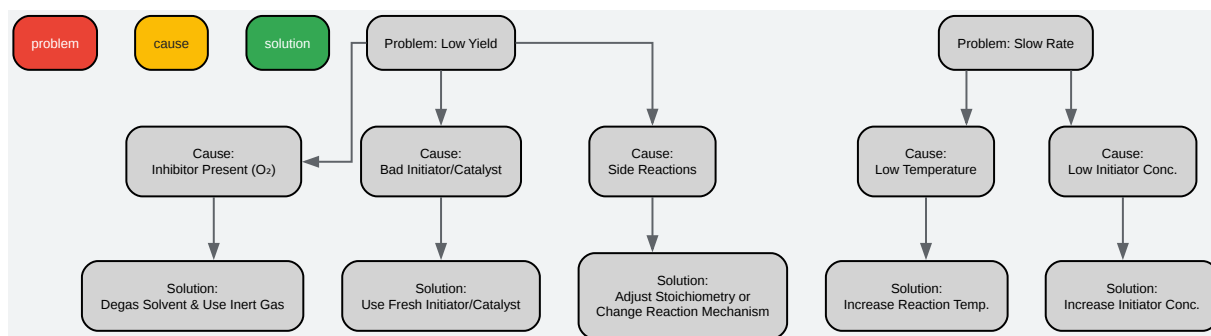 problem
cause
solution
Problem: Low Yield
Problem: Slow Rate
Cause:
Inhibitor Present (O₂)
Cause:
Bad Initiator/Catalyst
Cause:
Side Reactions
Cause:
Low Temperature
Cause:
Low Initiator Conc.
Solution:
Degas Solvent & Use Inert Gas
Solution:
Use Fresh Initiator/Catalyst
Solution:
Adjust Stoichiometry or
Change Reaction Mechanism
Solution:
Increase Reaction Temp.
Solution:
Increase Initiator Conc.